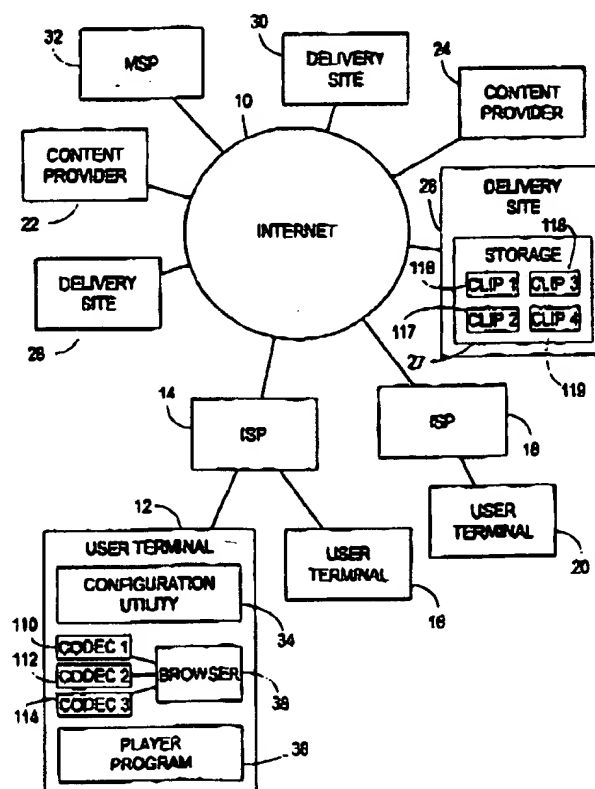 32
MSP
30
DELIVERY
SITE
24
CONTENT
PROVIDER
10
CONTENT
PROVIDER
22
INTERNET
26
DELIVERY
SITE
STORAGE
118
118
CLIP 1
CLIP 3
117
CLIP 2
CLIP 4
27
119
DELIVERY
SITE
28
14
ISP
ISP
18
12
USER TERMINAL
CONFIGURATION
UTILITY
34
110
CODEC 1
112
CODEC 2
114
CODEC 3
BROWSER
38
PLAYER
PROGRAM
38
USER
TERMINAL
16
USER
TERMINAL
20